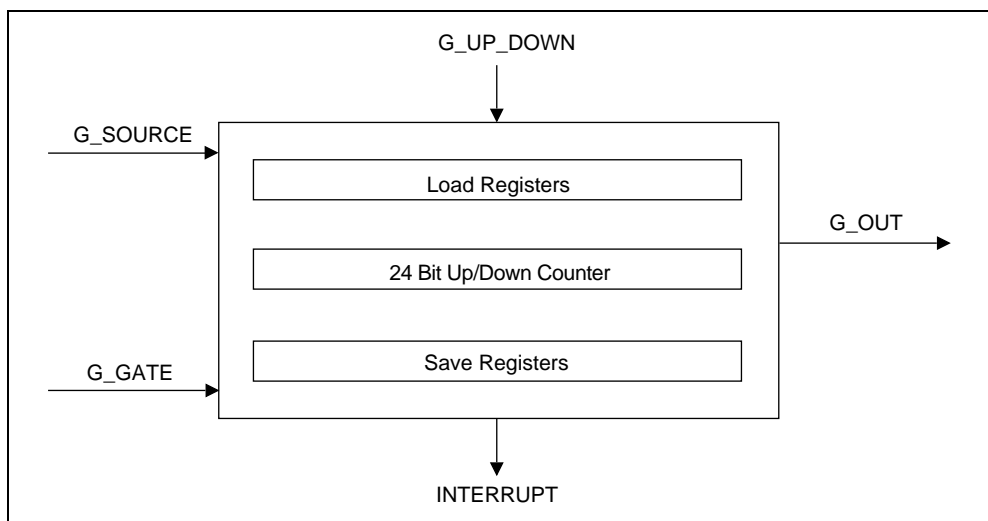 G_UP_DOWN
G_SOURCE
Load Registers
G_OUT
24 Bit Up/Down Counter
Save Registers
G_GATE
INTERRUPT